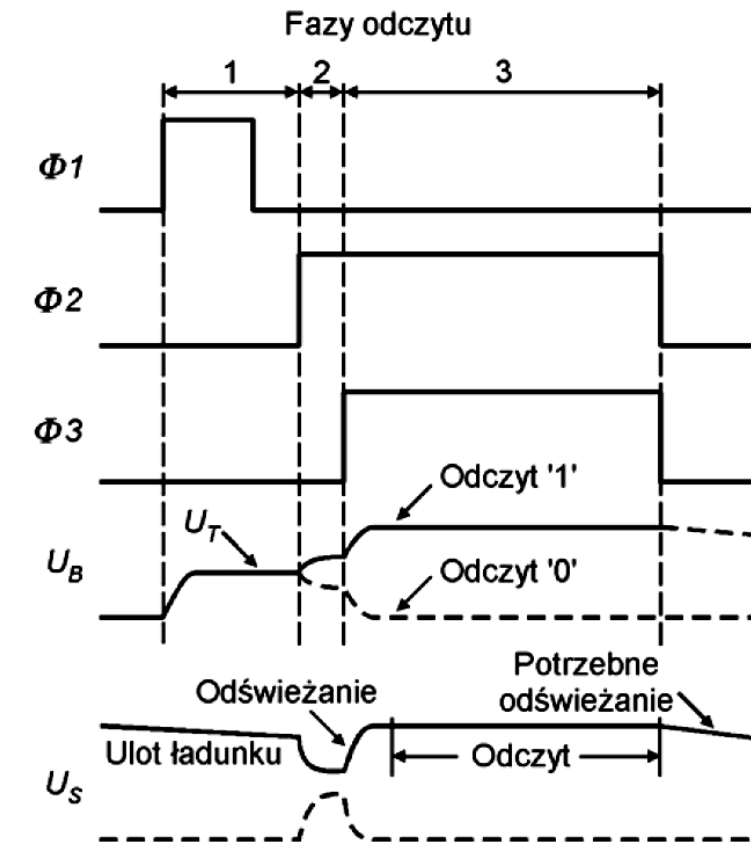 Fazy odczytu
1 2 3
Φ1
Φ2
Φ3
Odczyt '1'
U_T
U_B
Odczyt '0'
Potrzebne
odświeżanie
Odświeżanie
Ulot ładunku
Odczyt
U_S